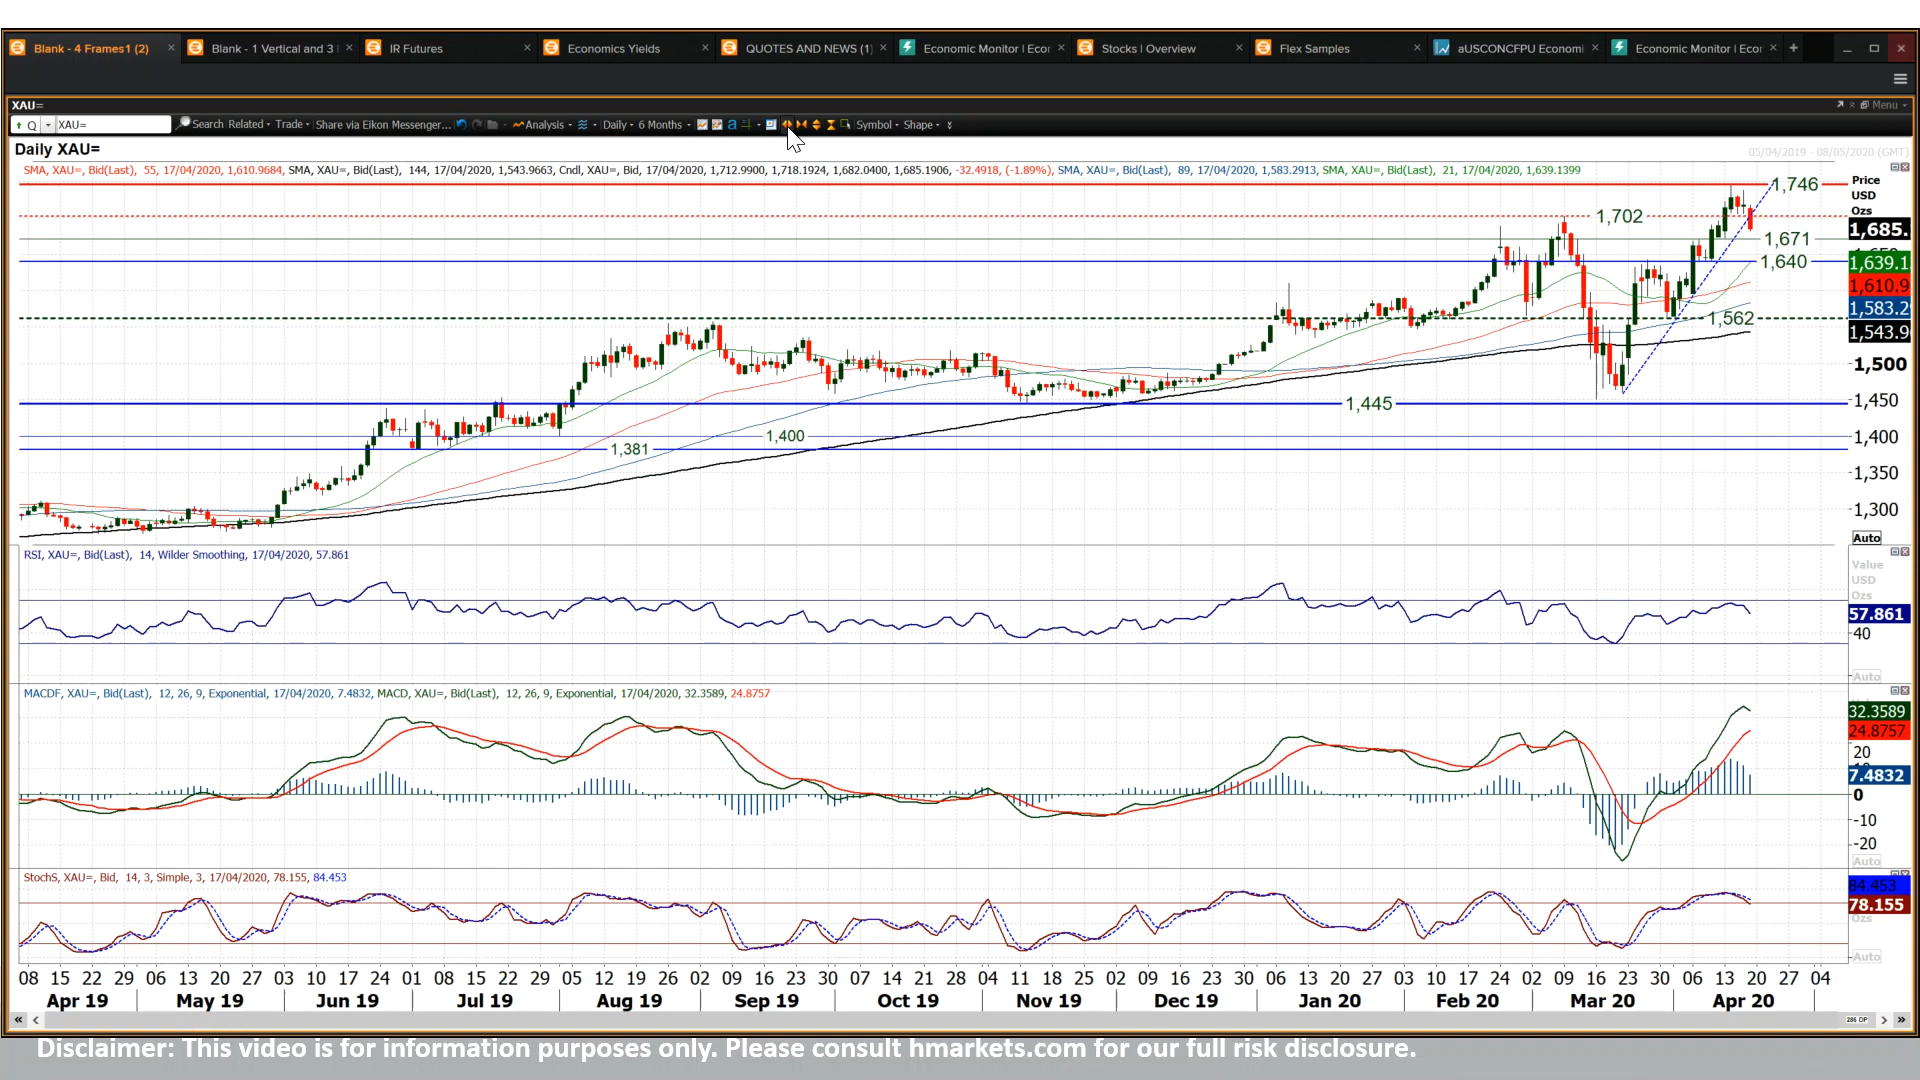 Blank - 4 Frames1 (2) Blank - 1 Vertical and 3 IR Futures Economics Yields QUOTES AND NEWS (1) Economic Monitor | Ecor Stocks | Overview Flex Samples aUSCONCFPU Economi Economic Monitor | Ecor
XAU=
Menu
Q XAU= Search Related Trade Share via Eikon Messenger... Analysis Daily 6 Months Symbol Shape
Daily XAU=
05/04/2019 - 08/05/2020 (GMT)
SMA, XAU=, Bid(Last), 55, 17/04/2020, 1,610.9684, SMA, XAU=, Bid(Last), 144, 17/04/2020, 1,543.9663, Cndl, XAU=, Bid, 17/04/2020, 1,712.9900, 1,718.1924, 1,682.0400, 1,685.1906, -32.4918, (-1.89%), SMA, XAU=, Bid(Last), 89, 17/04/2020, 1,583.2913, SMA, XAU=, Bid(Last), 21, 17/04/2020, 1,639.1399
Price
USD
Ozs
1,746
1,702
1,685.
1,671
1,640
1,639.1
1,610.9
1,583.2
1,562
1,543.9
1,500
1,450
1,445
1,400
1,400
1,381
1,350
1,300
Auto
RSI, XAU=, Bid(Last), 14, Wilder Smoothing, 17/04/2020, 57.861
Value
USD
Ozs
57.861
40
Auto
MACDF, XAU=, Bid(Last), 12, 26, 9, Exponential, 17/04/2020, 7.4832, MACD, XAU=, Bid(Last), 12, 26, 9, Exponential, 17/04/2020, 32.3589, 24.8757
32.3589
24.8757
20
7.4832
0
-10
-20
Auto
StochS, XAU=, Bid, 14, 3, Simple, 3, 17/04/2020, 78.155, 84.453
84.453
78.155
Ozs
Auto
08 15 22 29 06 13 20 27 03 10 17 24 01 08 15 22 29 05 12 19 26 02 09 16 23 30 07 14 21 28 04 11 18 25 02 09 16 23 30 06 13 20 27 03 10 17 24 02 09 16 23 30 06 13 20 27 04
Apr 19 May 19 Jun 19 Jul 19 Aug 19 Sep 19 Oct 19 Nov 19 Dec 19 Jan 20 Feb 20 Mar 20 Apr 20
286 DP
Disclaimer: This video is for information purposes only. Please consult hmarkets.com for our full risk disclosure.